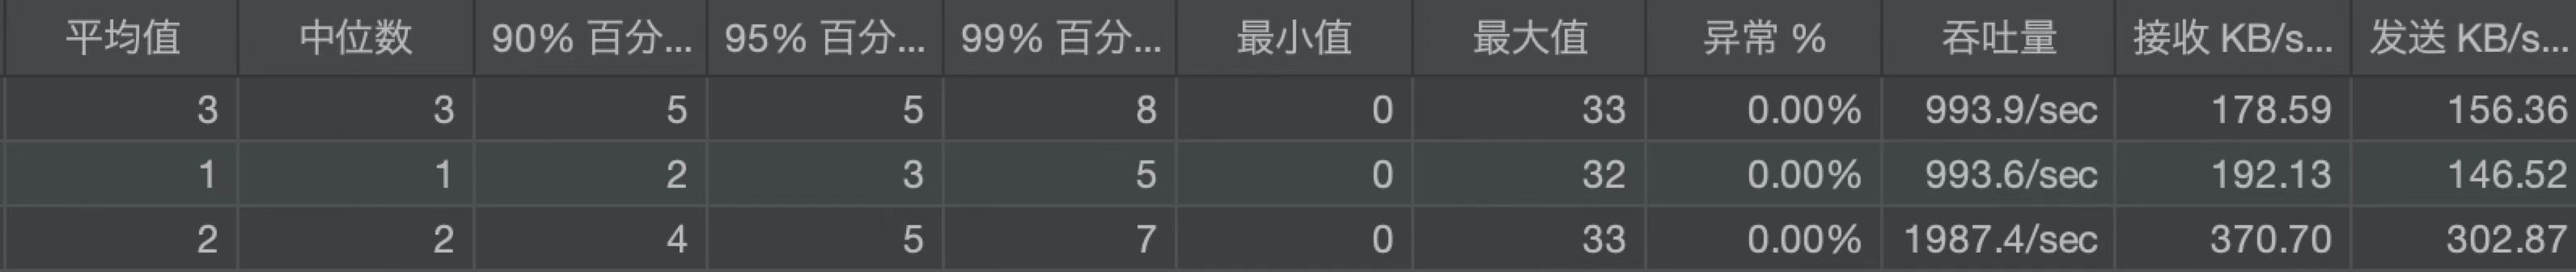 平均值 中位数 90% 百分... 95% 百分... 99% 百分... 最小值 最大值 异常 % 吞吐量 接收 KB/s... 发送 KB/s...
3 3 5 5 8 0 33 0.00% 993.9/sec 178.59 156.36
1 1 2 3 5 0 32 0.00% 993.6/sec 192.13 146.52
2 2 4 5 7 0 33 0.00% 1987.4/sec 370.70 302.87